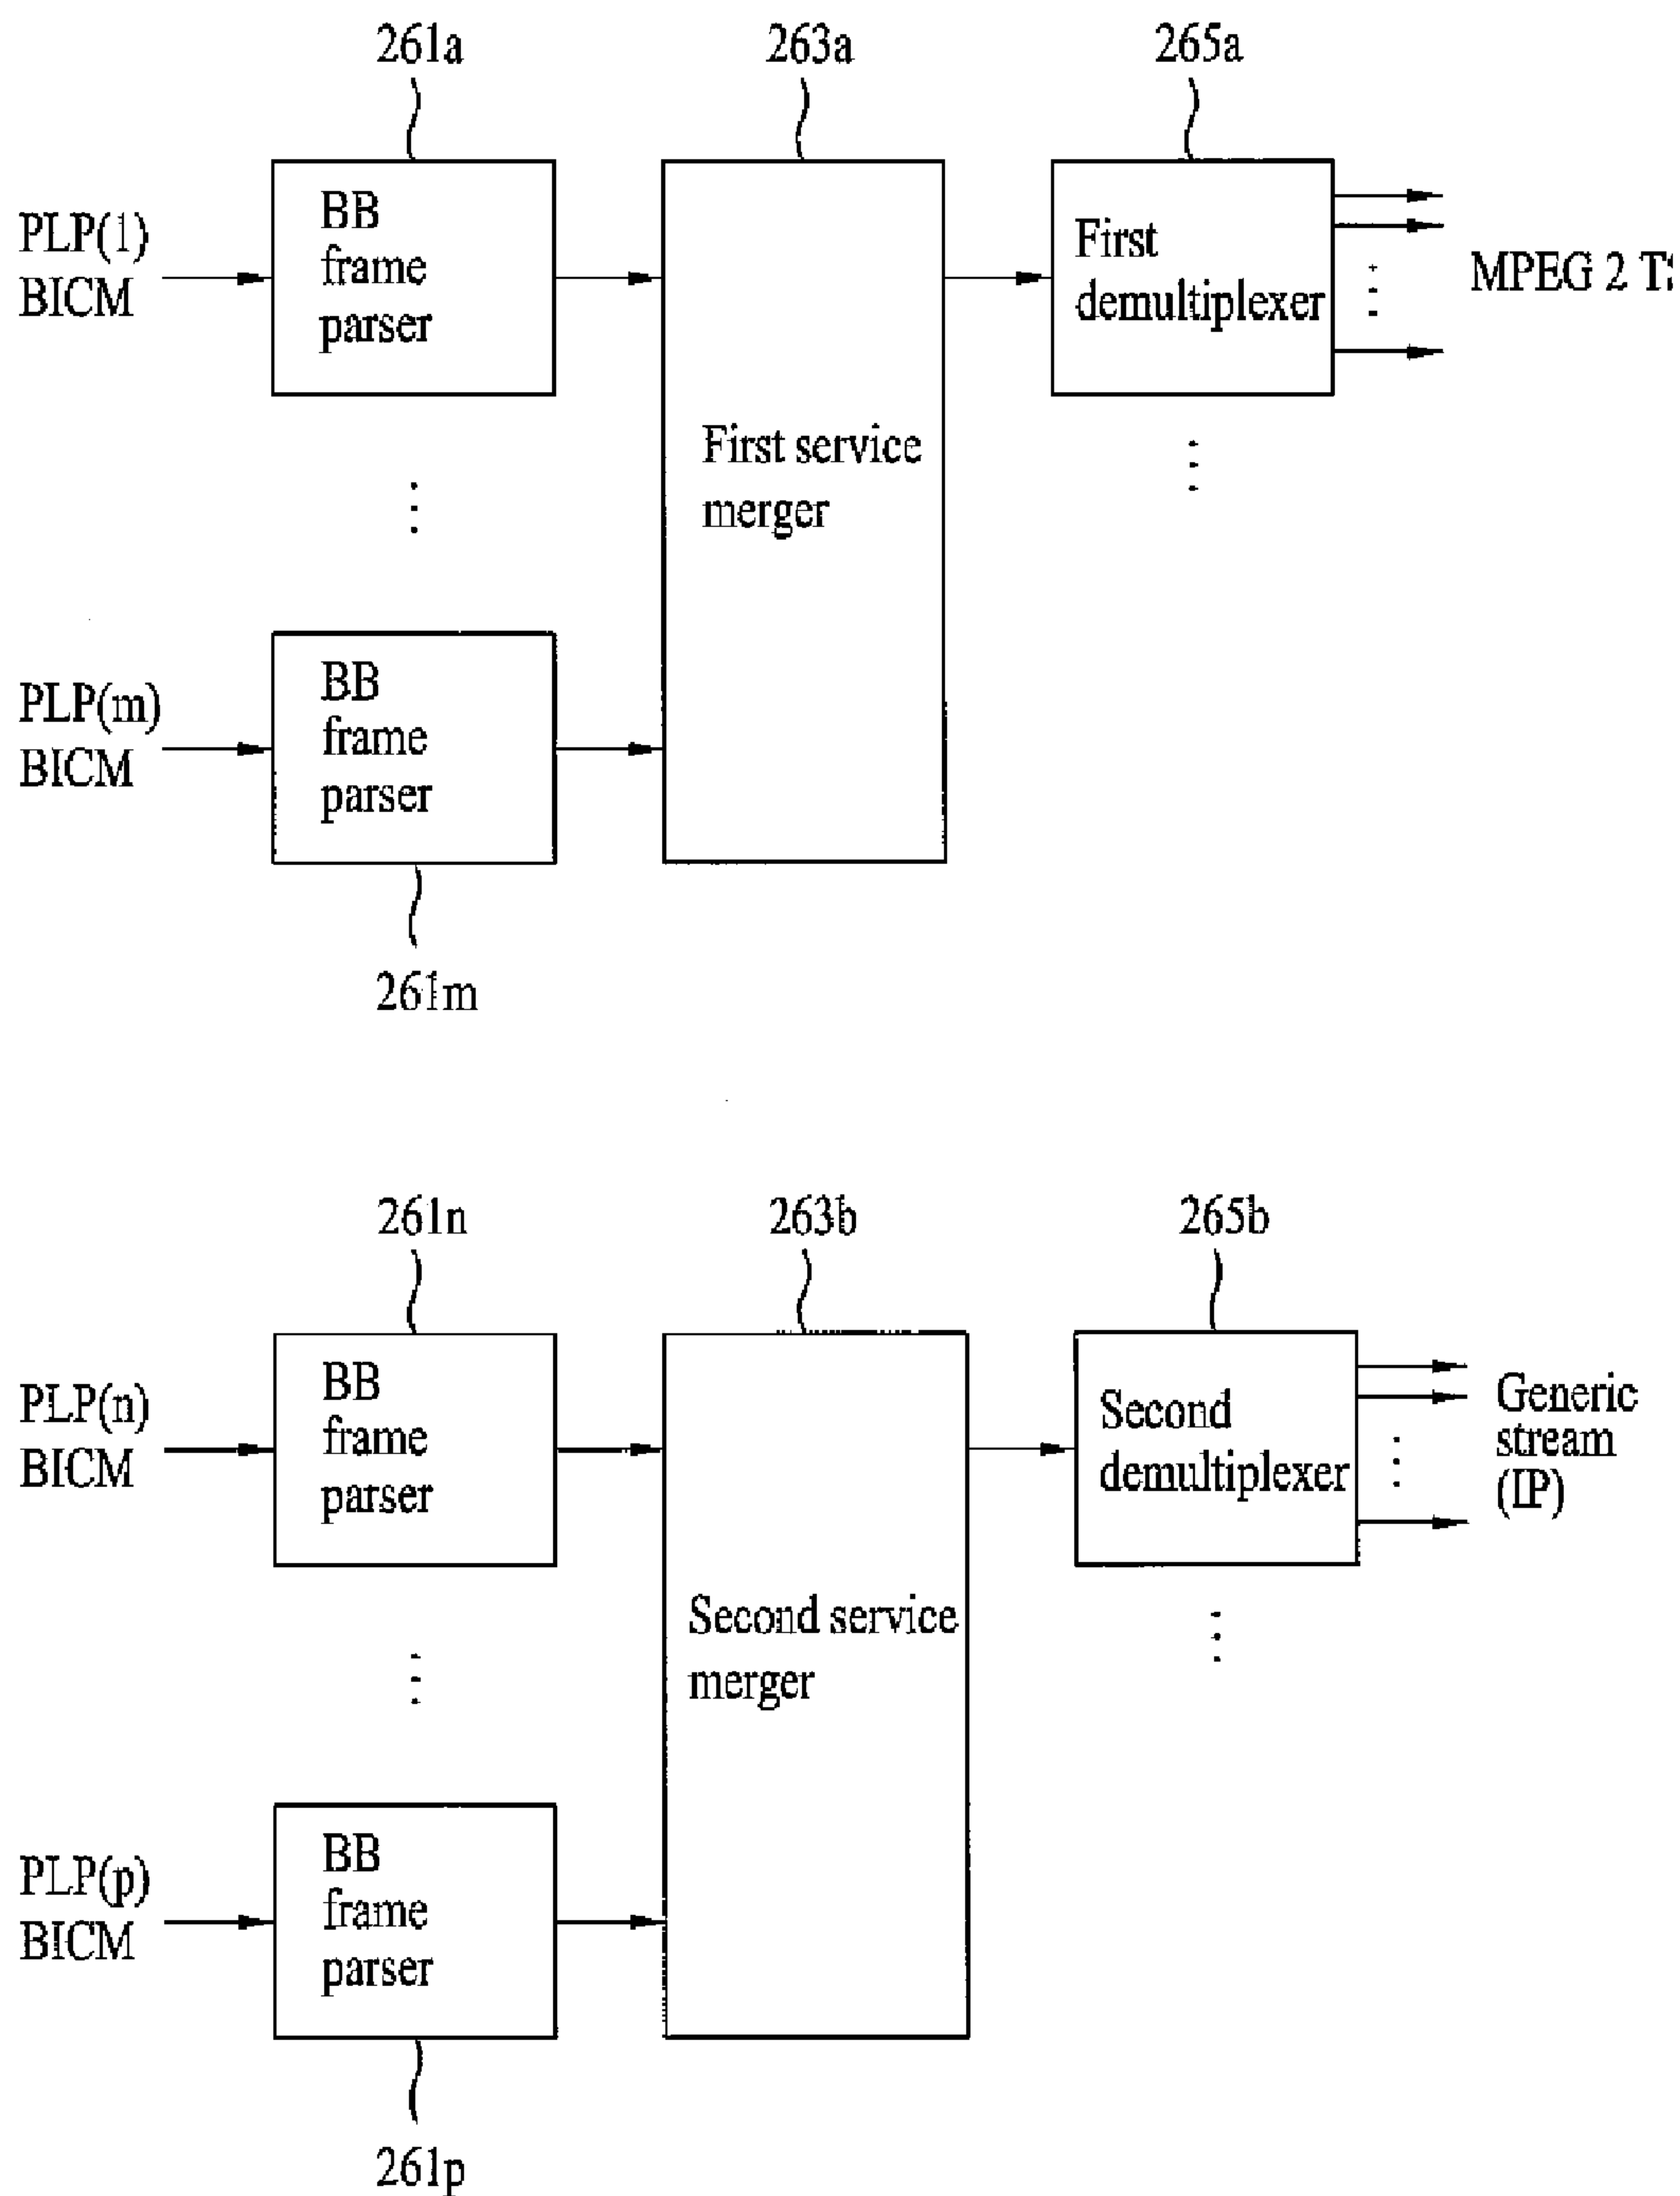 261a
263a
265a
PLP(1)
BICM
BB
frame
parser
First service
merger
First
demultiplexer
MPEG 2
PLP(m)
BICM
BB
frame
parser
261m
261n
263b
265b
PLP(n)
BICM
BB
frame
parser
Second service
merger
Second
demultiplexer
Generic
stream
(IP)
PLP(p)
BICM
BB
frame
parser
261p